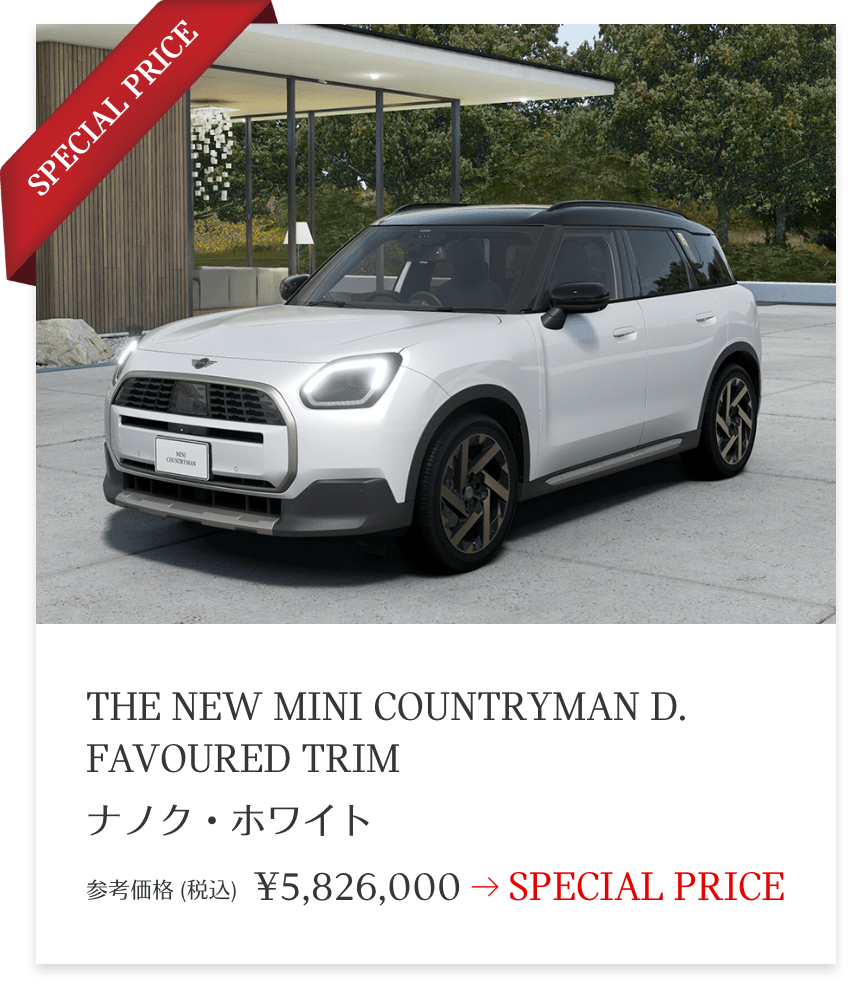 SPECIAL PRICE
MINI
COUNTRYMAN
THE NEW MINI COUNTRYMAN D.
FAVOURED TRIM
ナノク・ホワイト
参考価格 (税込) ¥5,826,000 → SPECIAL PRICE